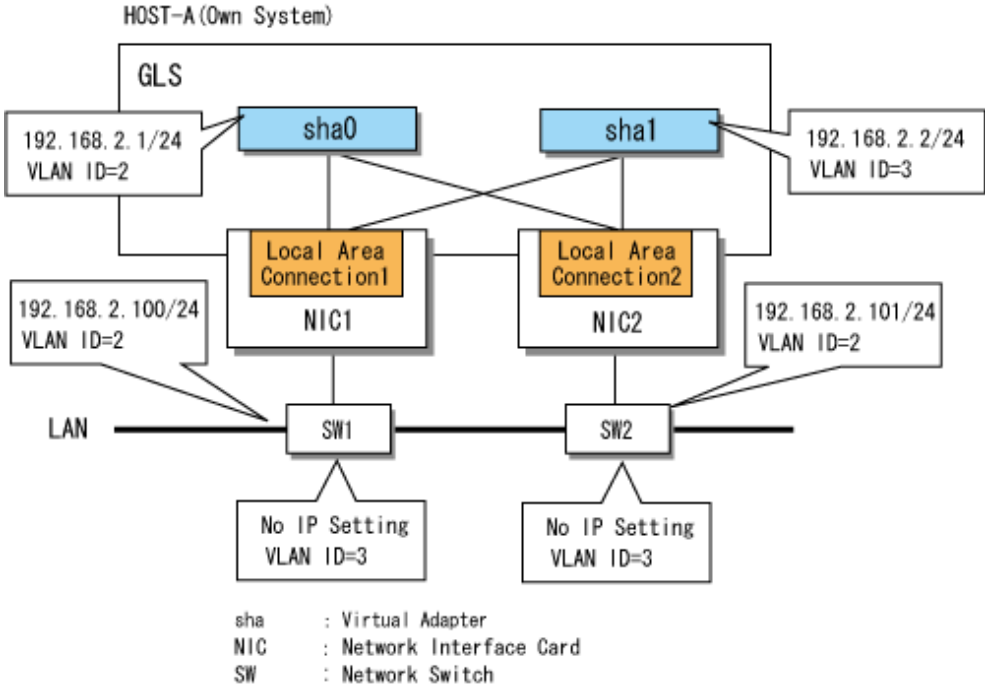 HOST-A(Own System)
GLS
sha0
sha1
192.168.2.1/24
VLAN ID=2
192.168.2.2/24
VLAN ID=3
Local Area
Connection1
Local Area
Connection2
NIC1
NIC2
192.168.2.100/24
VLAN ID=2
192.168.2.101/24
VLAN ID=2
LAN
SW1
SW2
No IP Setting
VLAN ID=3
No IP Setting
VLAN ID=3
sha : Virtual Adapter
NIC : Network Interface Card
SW : Network Switch